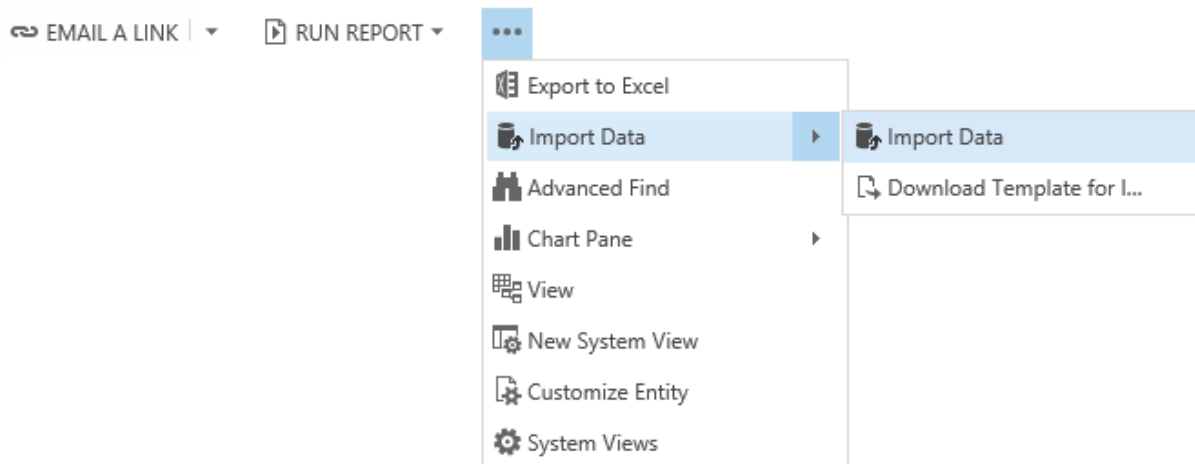 EMAIL A LINK
RUN REPORT
...
Export to Excel
Import Data
Import Data
Advanced Find
Download Template for I...
Chart Pane
View
New System View
Customize Entity
System Views